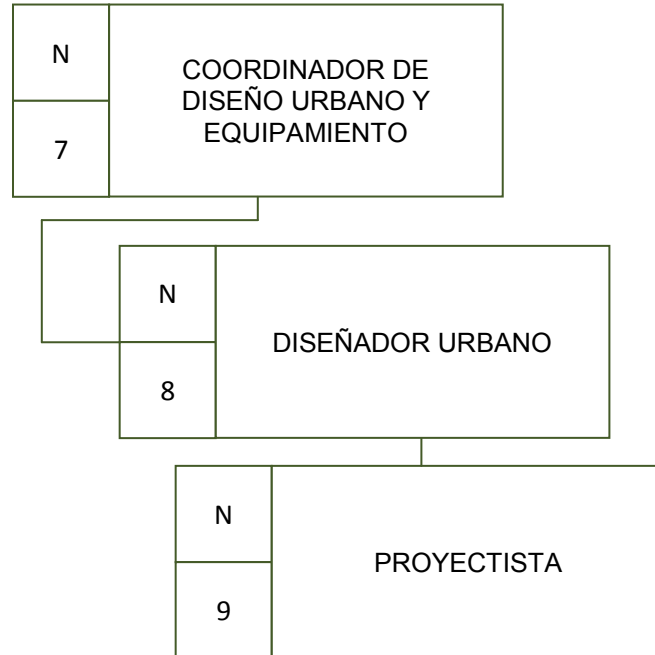 N
7
COORDINADOR DE
DISEÑO URBANO Y
EQUIPAMIENTO
N
8
DISEÑADOR URBANO
N
9
PROYECTISTA